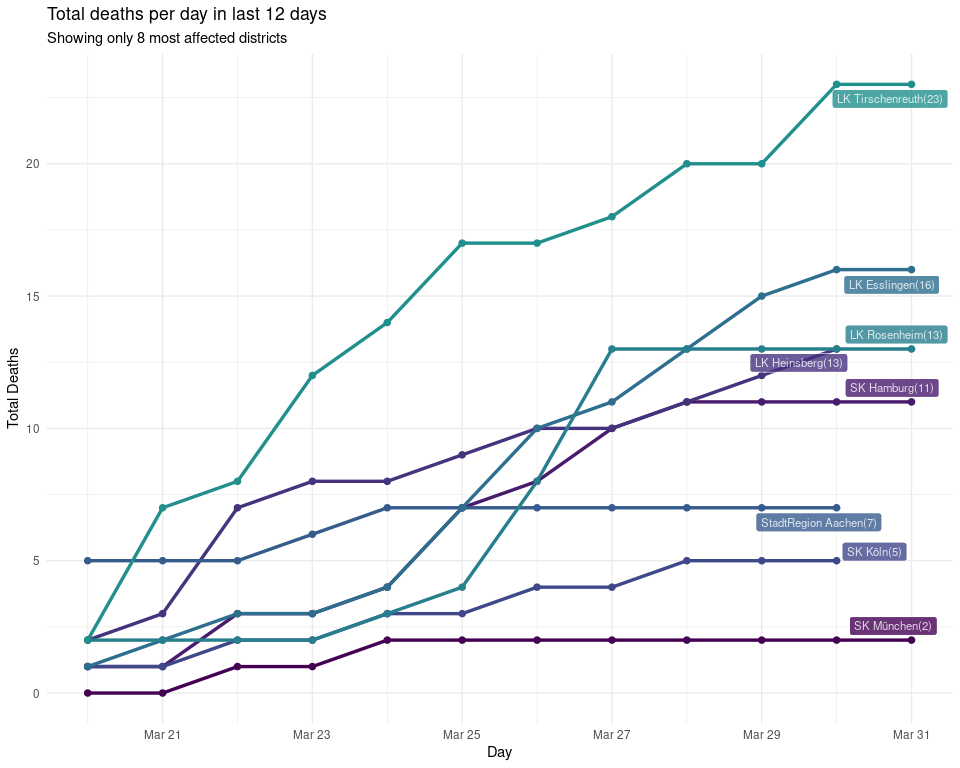 Total deaths per day in last 12 days
Showing only 8 most affected districts
Total Deaths
20
15
10
5
0
LK Tirschenreuth(23)
LK Esslingen(16)
LK Rosenheim(13)
LK Heinsberg(13)
SK Hamburg(11)
StadtRegion Aachen(7)
SK Köln(5)
SK München(2)
Mar 21
Mar 23
Mar 25
Mar 27
Mar 29
Mar 31
Day